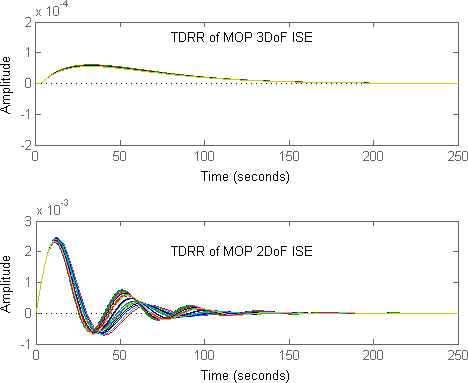 x 10^-4
TDRR of MOP 3DoF ISE
2
1
0
-1
-2
Amplitude
0 50 100 150 200 250
Time (seconds)
x 10^-3
TDRR of MOP 2DoF ISE
3
2
1
0
-1
Amplitude
0 50 100 150 200 250
Time (seconds)